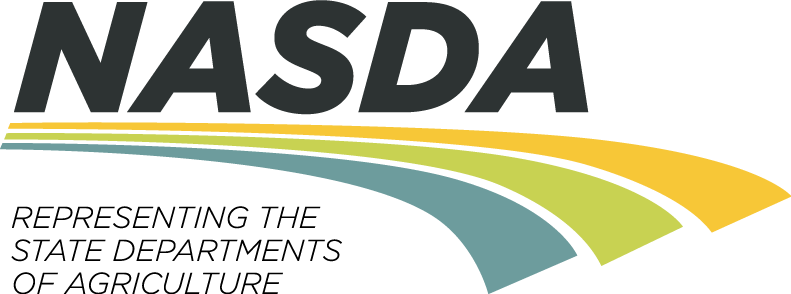 NASDA
REPRESENTING THE
STATE DEPARTMENTS
OF AGRICULTURE